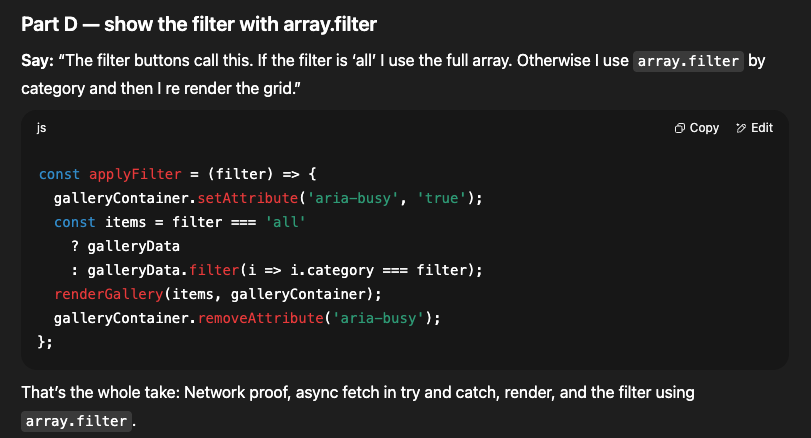 Part D — show the filter with array.filter
Say: “The filter buttons call this. If the filter is ‘all’ I use the full array. Otherwise I use array.filter by
category and then I re render the grid.”
js Copy Edit
const applyFilter = (filter) => {
  galleryContainer.setAttribute('aria-busy', 'true');
  const items = filter === 'all'
    ? galleryData
    : galleryData.filter(i => i.category === filter);
  renderGallery(items, galleryContainer);
  galleryContainer.removeAttribute('aria-busy');
};
That’s the whole take: Network proof, async fetch in try and catch, render, and the filter using
array.filter.